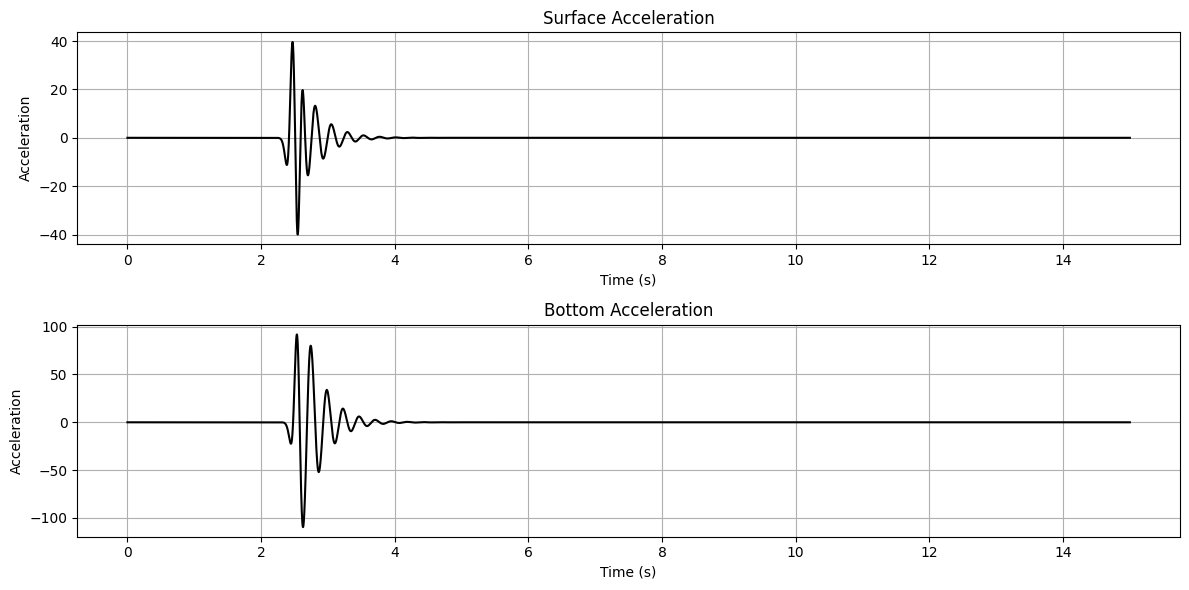 Surface Acceleration
40
20
0
−20
−40
Acceleration
0 2 4 6 8 10 12 14
Time (s)
Bottom Acceleration
100
50
0
−50
−100
Acceleration
0 2 4 6 8 10 12 14
Time (s)